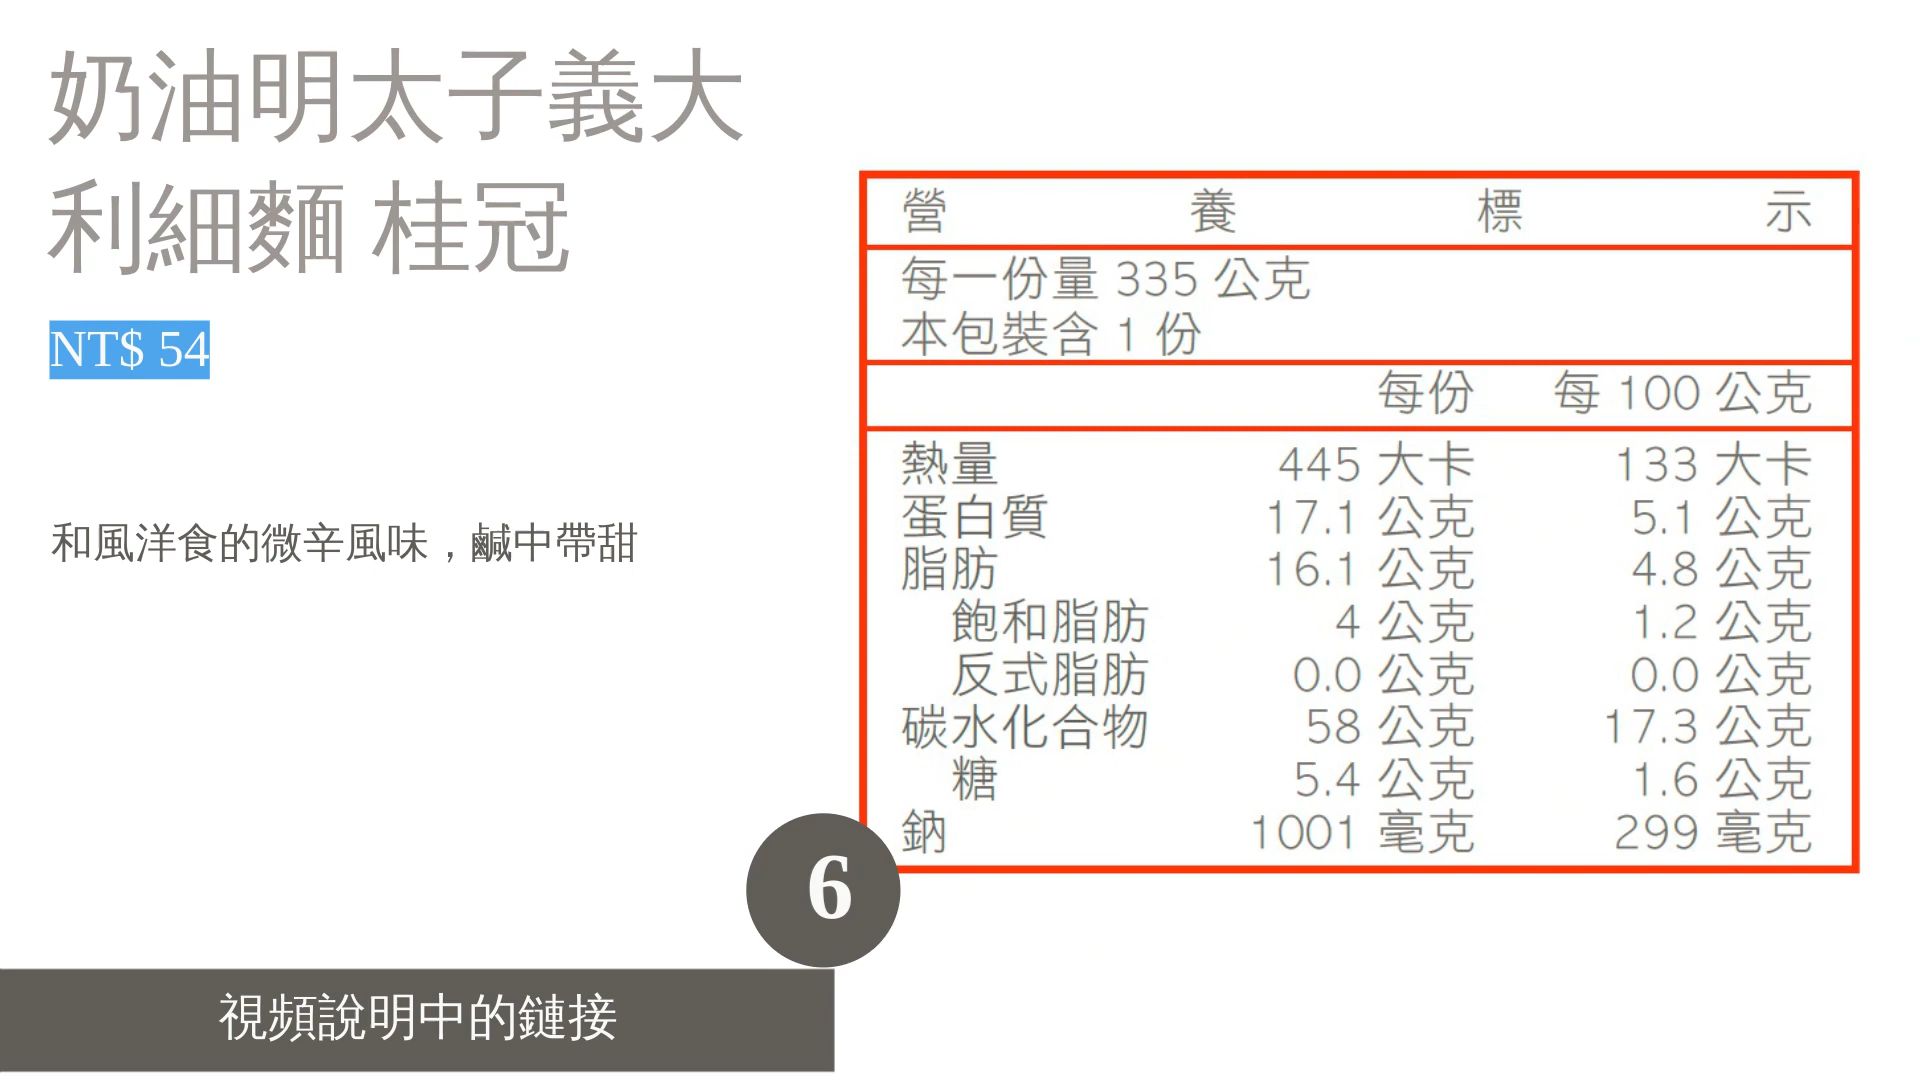 奶油明太子義大
利細麵 桂冠
NT$ 54
和風洋食的微辛風味，鹹中帶甜
營 養 標 示
每一份量 335 公克
本包裝含 1 份
每份 每 100 公克
熱量 445 大卡 133 大卡
蛋白質 17.1 公克 5.1 公克
脂肪 16.1 公克 4.8 公克
飽和脂肪 4 公克 1.2 公克
反式脂肪 0.0 公克 0.0 公克
碳水化合物 58 公克 17.3 公克
糖 5.4 公克 1.6 公克
鈉 1001 毫克 299 毫克
6
視頻說明中的鏈接